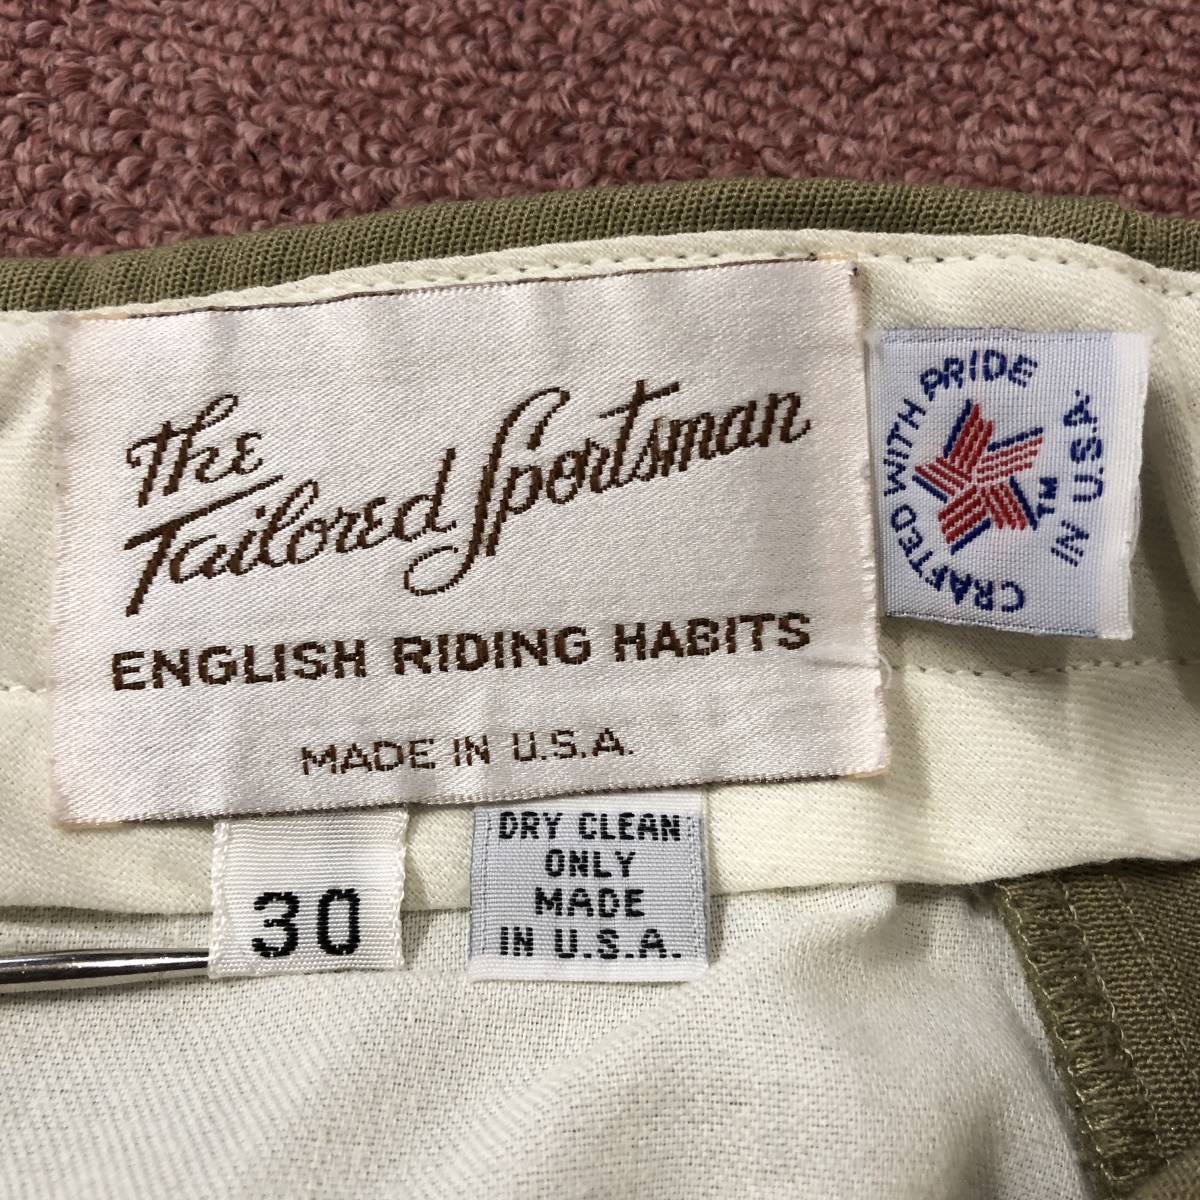 The
Tailored Sportsman
ENGLISH RIDING HABITS
MADE IN U.S.A.
CRAFTED WITH PRIDE
IN U.S.A.
TM
30
DRY CLEAN
ONLY
MADE
IN U.S.A.